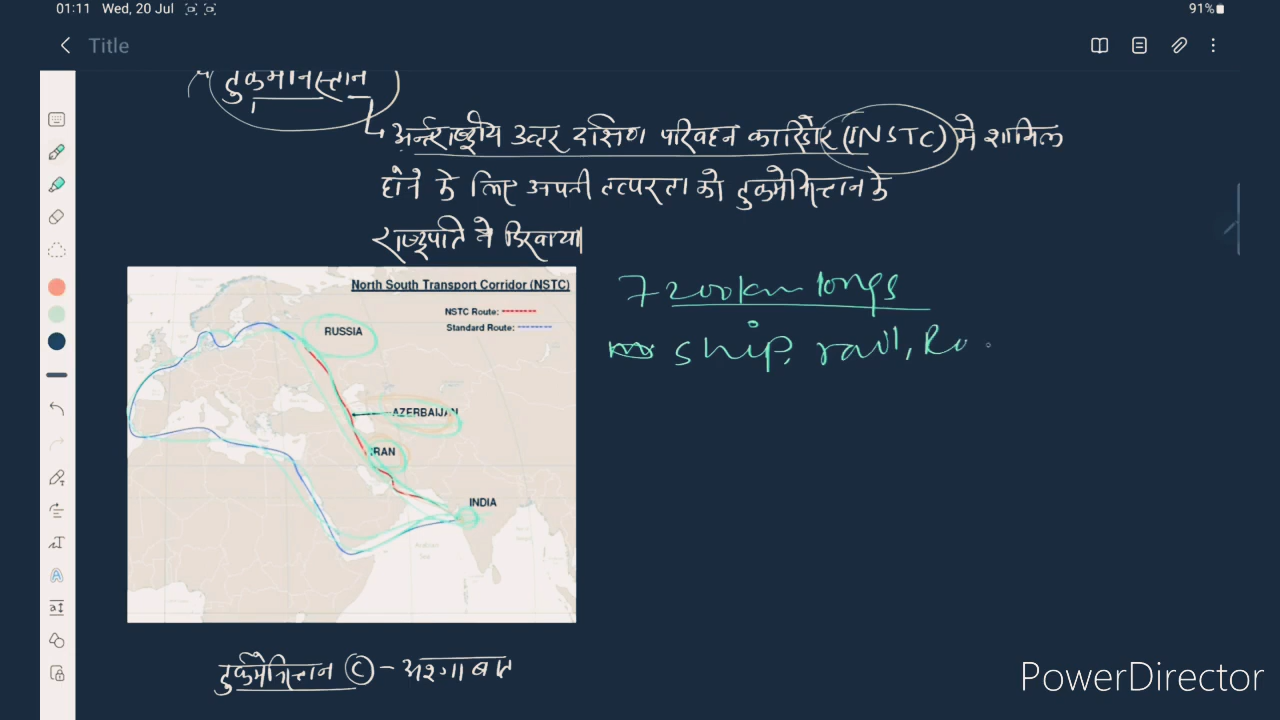 01:11 Wed, 20 Jul
91%
Title
तुर्कमेनिस्तान
अर्न्तराष्ट्रीय उत्तर दक्षिण परिवहन कारिडोर (INSTC) मे शामिल
होने के लिए अपनी तत्परता को तुर्कमेनिस्तान के
राष्ट्रपति ने दिखाया
North South Transport Corridor (NSTC)
NSTC Route:
Standard Route:
RUSSIA
AZERBAIJAN
IRAN
INDIA
7200km longs
ship, rail, Ro
तुर्कमेनिस्तान (C) - अश्गाबात
PowerDirector